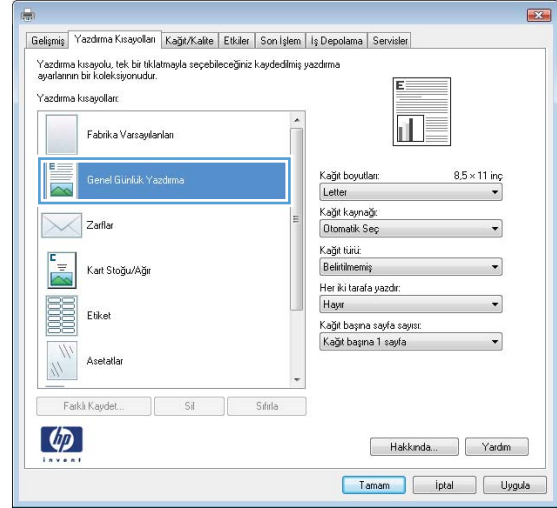 Gelişmiş
Yazdırma Kısayolları
Kağıt/Kalite
Etkiler
Son İşlem
İş Depolama
Servisler
Yazdırma kısayolu, tek bir tıklatmayla seçebileceğiniz kaydedilmiş yazdırma
ayarlarının bir koleksiyonudur.
Yazdırma kısayolları:
Fabrika Varsayılanları
Genel Günlük Yazdırma
Zarflar
Kart Stoğu/Ağır
Etiket
Asetatlar
Farklı Kaydet...
Sil
Sıfırla
E
Kağıt boyutları: 8,5 × 11 inç
Letter
Kağıt kaynağı:
Otomatik Seç
Kağıt türü:
Belirtilmemiş
Her iki tarafa yazdır:
Hayır
Kağıt başına sayfa sayısı:
Kağıt başına 1 sayfa
hp
invent
Hakkında...
Yardım
Tamam
İptal
Uygula